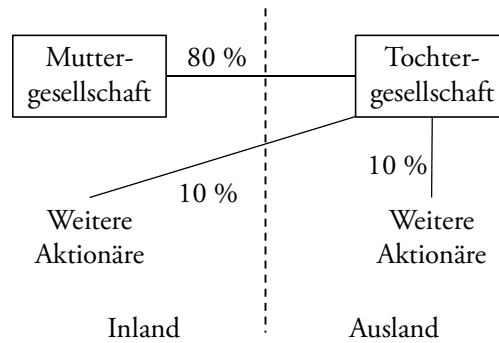 Mutter-
gesellschaft
80 %
Tochter-
gesellschaft
10 %
10 %
Weitere
Aktionäre
Weitere
Aktionäre
Inland
Ausland